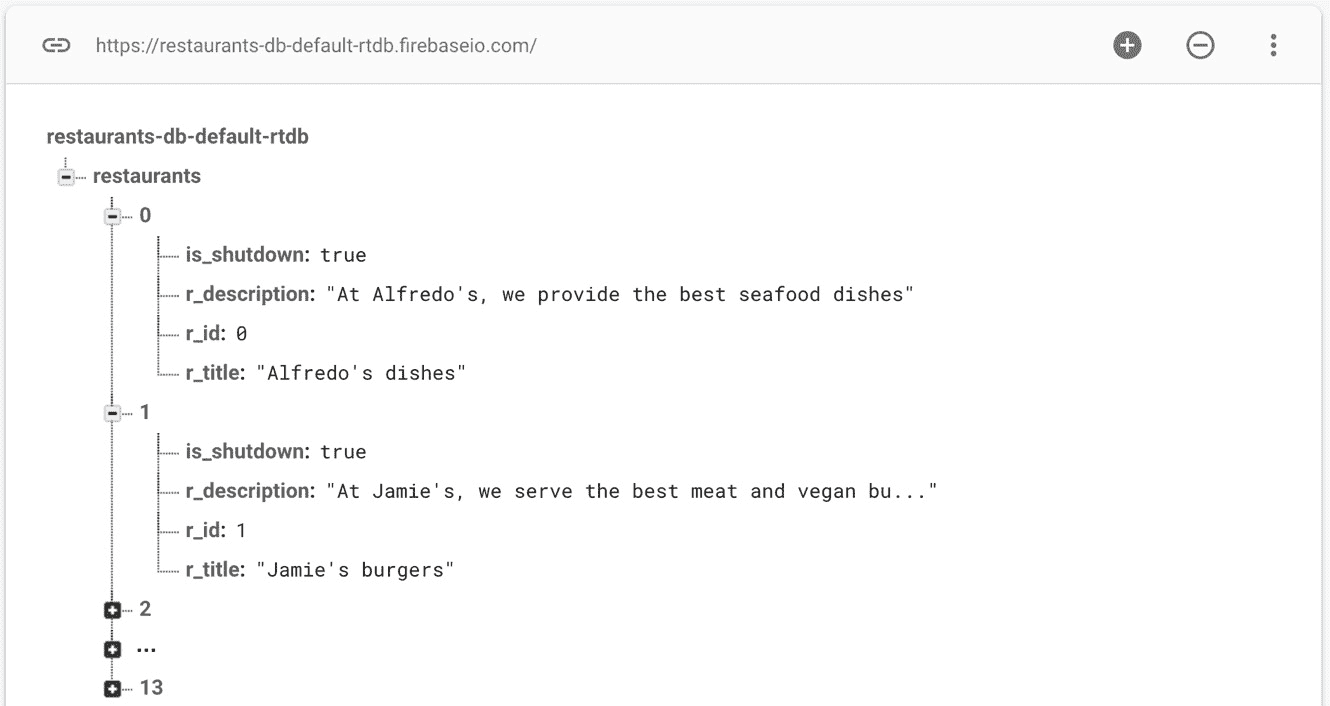 https://restaurants-db-default-rtdb.firebaseio.com/
restaurants-db-default-rtdb
restaurants
0
is_shutdown: true
r_description: "At Alfredo's, we provide the best seafood dishes"
r_id: 0
r_title: "Alfredo's dishes"
1
is_shutdown: true
r_description: "At Jamie's, we serve the best meat and vegan bu..."
r_id: 1
r_title: "Jamie's burgers"
2
...
13